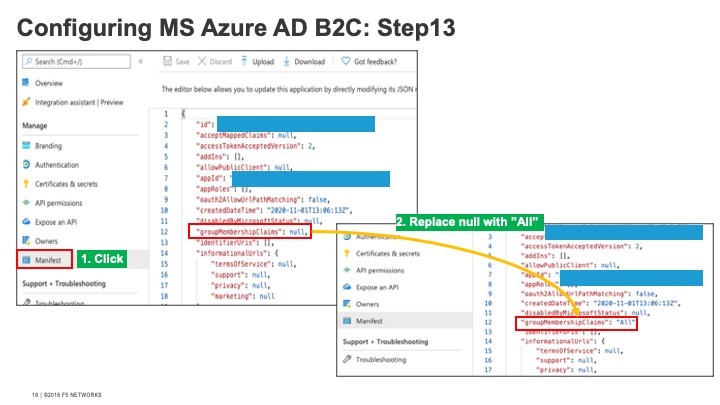 Configuring MS Azure AD B2C: Step13
Search (Cmd+/)
«
Save
Discard
Upload
Download
Got feedback?
Overview
Integration assistant | Preview
Manage
Branding
Authentication
Certificates & secrets
API permissions
Expose an API
Owners
Manifest
1. Click
Support + Troubleshooting
Troubleshooting
The editor below allows you to update this application by directly modifying its JSON
1 {
2 "id":
3 "acceptMappedClaims": null,
4 "accessTokenAcceptedVersion": 2,
5 "addIns": [],
6 "allowPublicClient": null,
7 "appId":
8 "appRoles": [],
9 "oauth2AllowUrlPathMatching": false,
10 "createdDateTime": "2020-11-01T13:06:13Z",
11 "disabledByMicrosoftStatus": null,
12 "groupMembershipClaims": null,
13 "identifierUris": [],
14 "informationalUrls": {
15 "termsOfService": null,
16 "support": null,
17 "privacy": null,
18 "marketing": null
2. Replace null with "All"
Authentication
Certificates & secrets
API permissions
Expose an API
Owners
Manifest
Support + Troubleshooting
Troubleshooting
3 "accep
4 "accessTokenAcceptedVersion": 2,
5 "addIns": [],
6 "allowPublicClient": null,
7 "appId":
8 "appRoles": [],
9 "oauth2AllowUrlPathMatching": false,
10 "createdDateTime": "2020-11-01T13:06:13Z",
11 "disabledByMicrosoftStatus": null,
12 "groupMembershipClaims": "All"
13 "identifierUris": [],
14 "informationalUrls": {
15 "termsOfService": null,
16 "support": null,
17 "privacy": null,
18 | ©2018 F5 NETWORKS